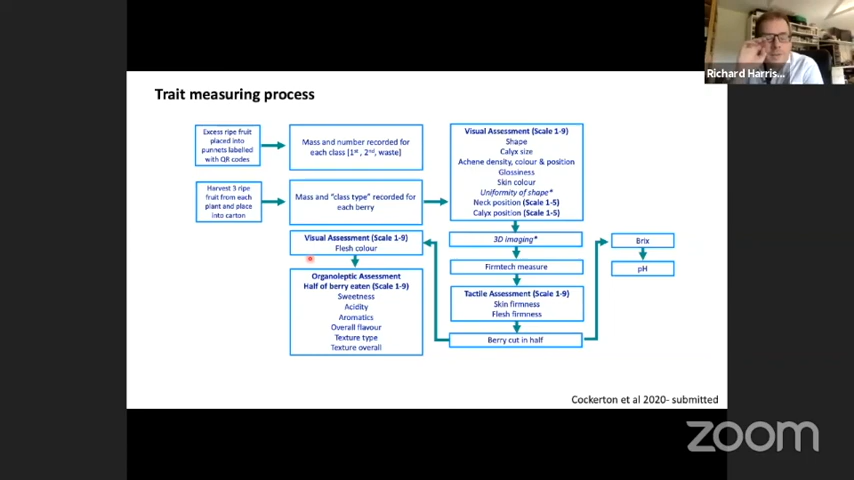 Richard Harris...
Trait measuring process
Excess ripe fruit
placed into
punnets labelled
with QR codes
Mass and number recorded for
each class [1st , 2nd, waste]
Harvest 3 ripe
fruit from each
plant and place
into carton
Mass and "class type" recorded for
each berry
Visual Assessment (Scale 1-9)
Shape
Calyx size
Achene density, colour & position
Glossiness
Skin colour
Uniformity of shape*
Neck position (Scale 1-5)
Calyx position (Scale 1-5)
3D imaging*
Firmtech measure
Tactile Assessment (Scale 1-9)
Skin firmness
Flesh firmness
Berry cut in half
Visual Assessment (Scale 1-9)
Flesh colour
Organoleptic Assessment
Half of berry eaten (Scale 1-9)
Sweetness
Acidity
Aromatics
Overall flavour
Texture type
Texture overall
Brix
pH
Cockerton et al 2020- submitted
zoom